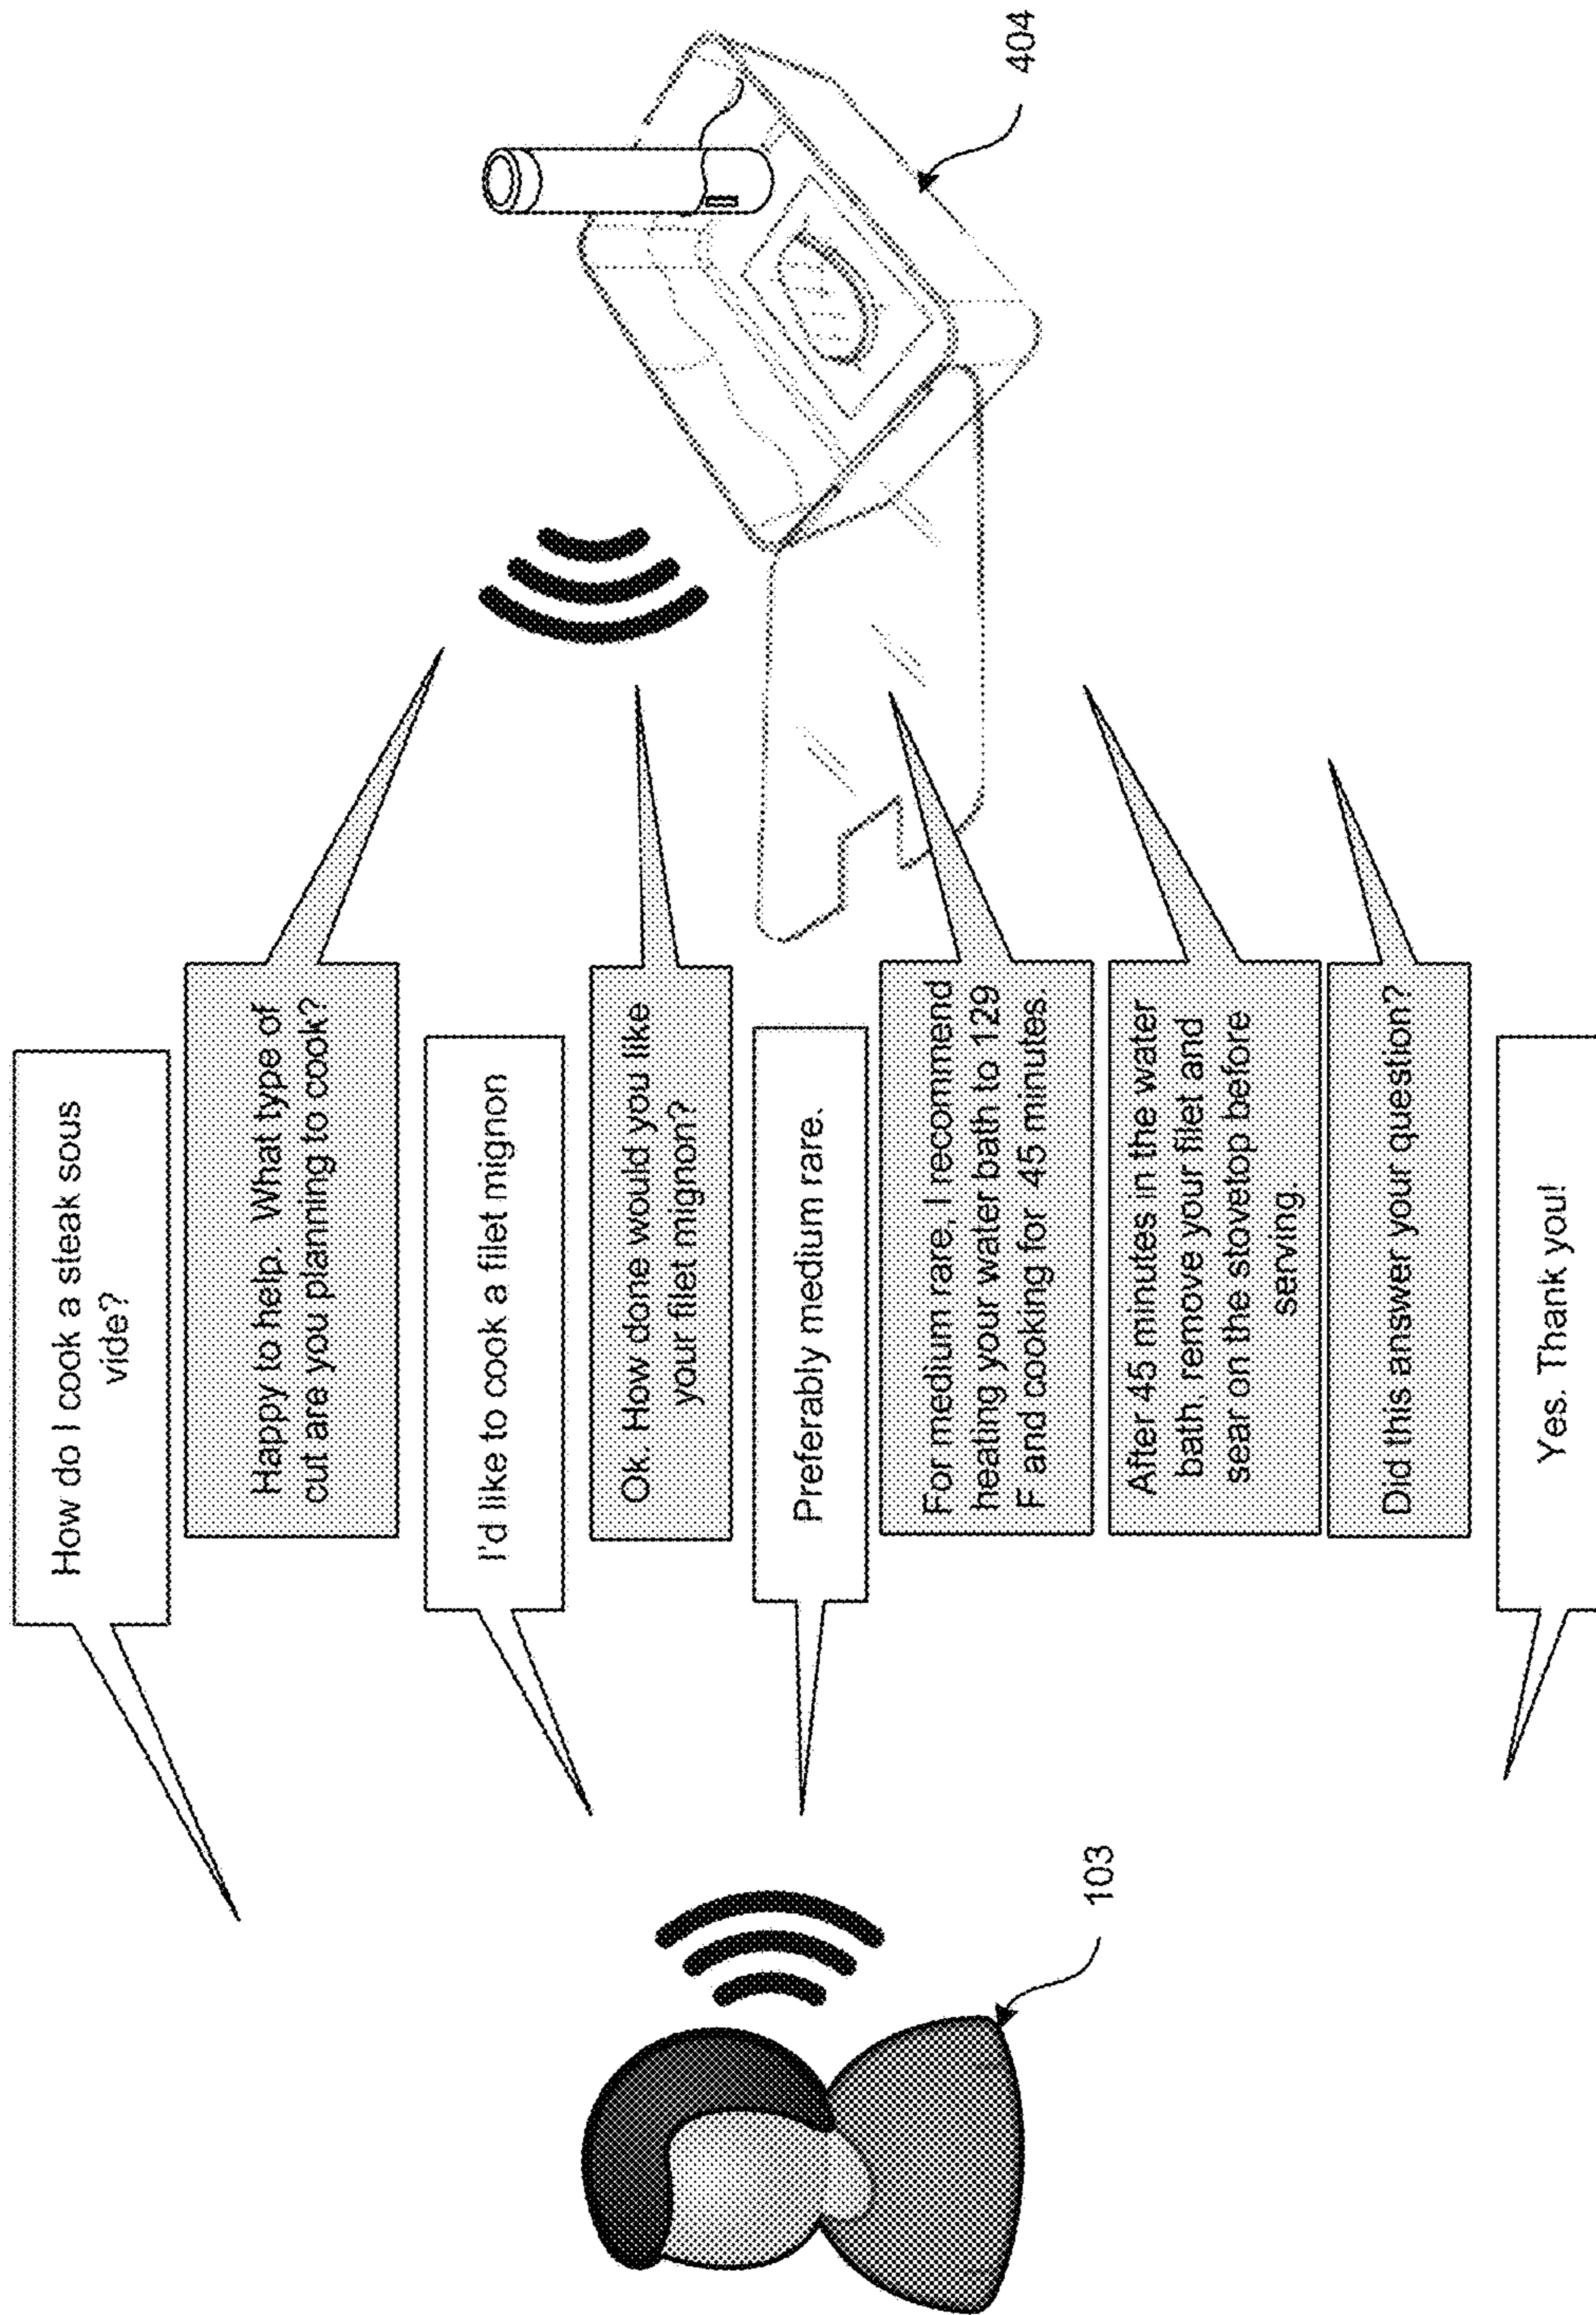 How do I cook a steak sous
vide?
Happy to help. What type of
cut are you planning to cook?
I'd like to cook a filet mignon
Ok. How done would you like
your filet mignon?
Preferably medium rare.
For medium rare, I recommend
heating your water bath to 129
F and cooking for 45 minutes.
After 45 minutes in the water
bath, remove your filet and
sear on the stovetop before
serving.
Did this answer your question?
Yes. Thank you!
103
404